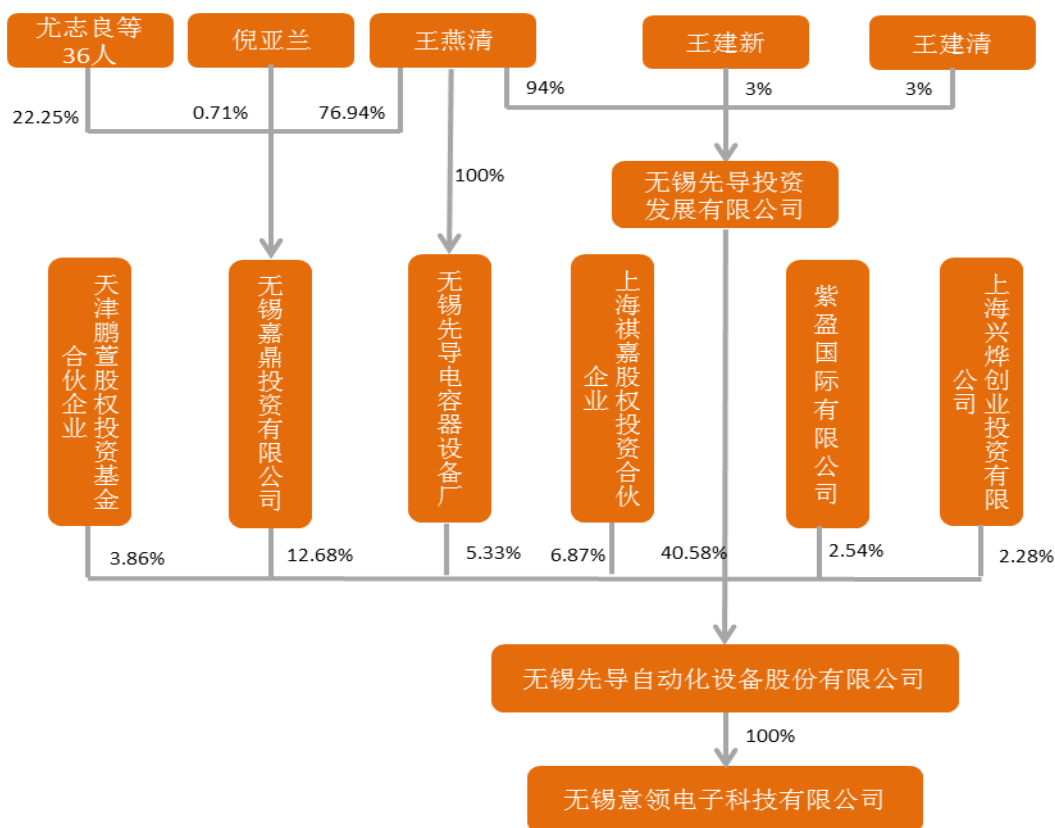 尤志良等
36人
倪亚兰
王燕清
王建新
王建清
22.25%
0.71%
76.94%
94%
3%
3%
100%
无锡先导投资
发展有限公司
天津鹏萱股权投资基金
合伙企业
无锡嘉鼎投资有限公司
无锡先导电容器设备厂
上海祺嘉股权投资合伙
企业
紫盈国际有限公司
上海兴烨创业投资有限
公司
3.86%
12.68%
5.33%
6.87%
40.58%
2.54%
2.28%
无锡先导自动化设备股份有限公司
100%
无锡意领电子科技有限公司